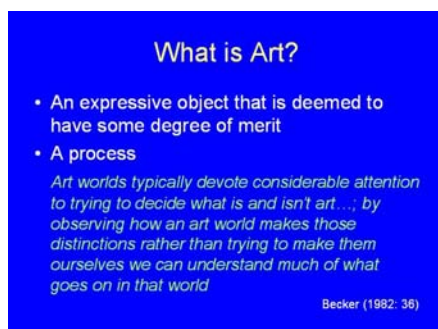 What is Art?
• An expressive object that is deemed to
have some degree of merit
• A process
Art worlds typically devote considerable attention
to trying to decide what is and isn't art…; by
observing how an art world makes those
distinctions rather than trying to make them
ourselves we can understand much of what
goes on in that world
Becker (1982: 36)